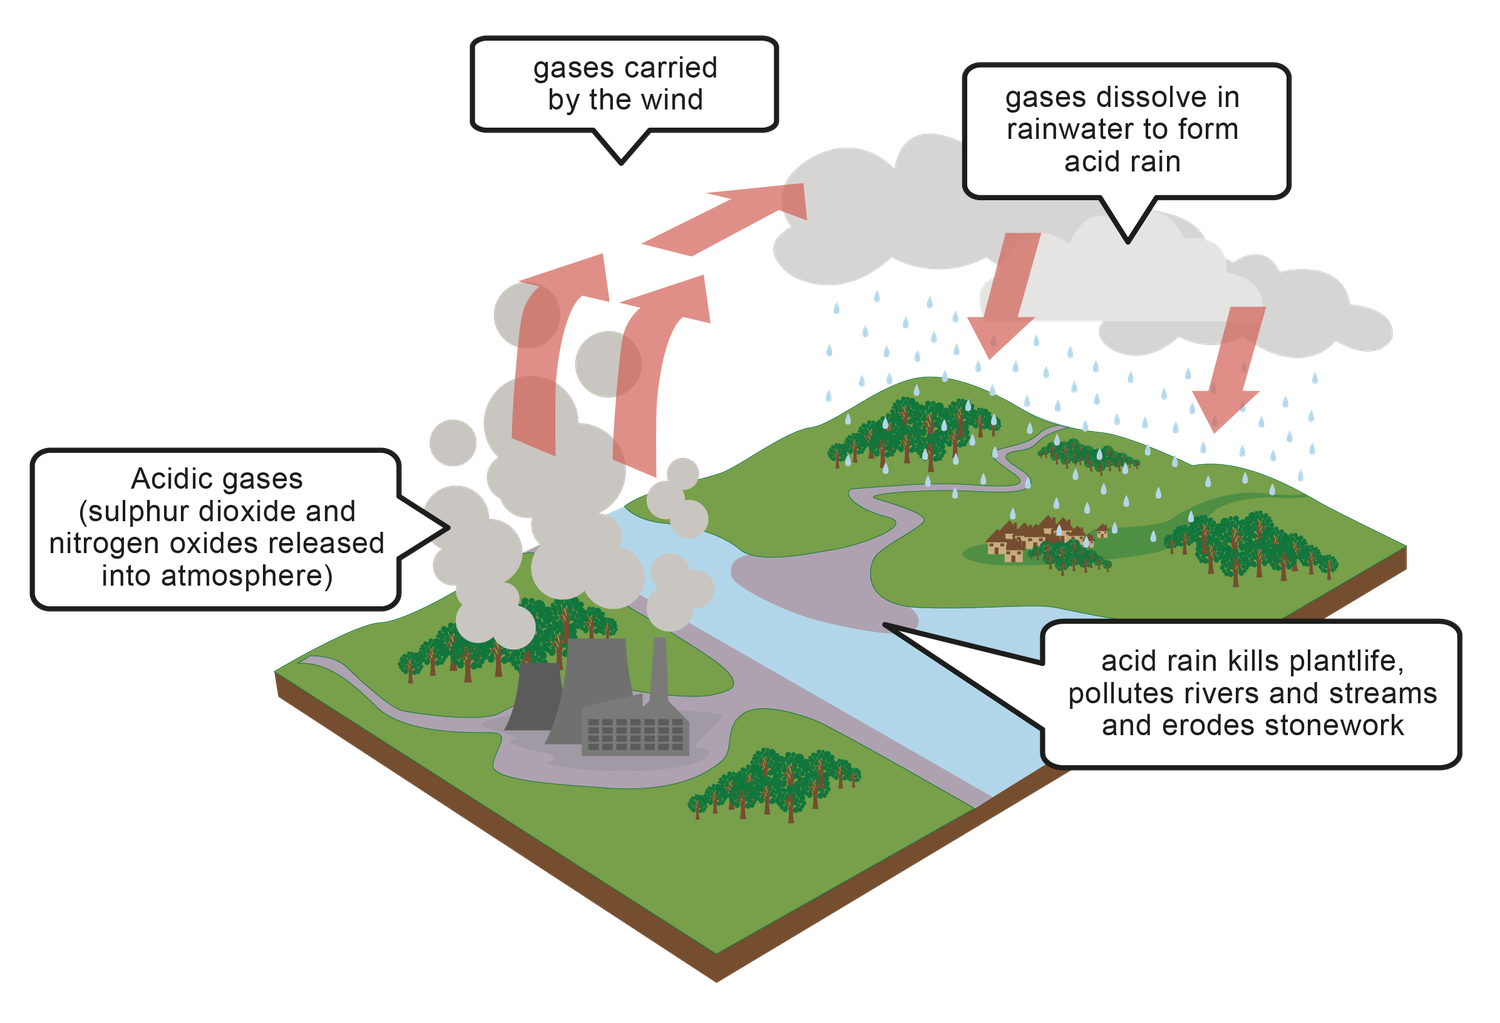 gases carried
by the wind
gases dissolve in
rainwater to form
acid rain
Acidic gases
(sulphur dioxide and
nitrogen oxides released
into atmosphere)
acid rain kills plantlife,
pollutes rivers and streams
and erodes stonework